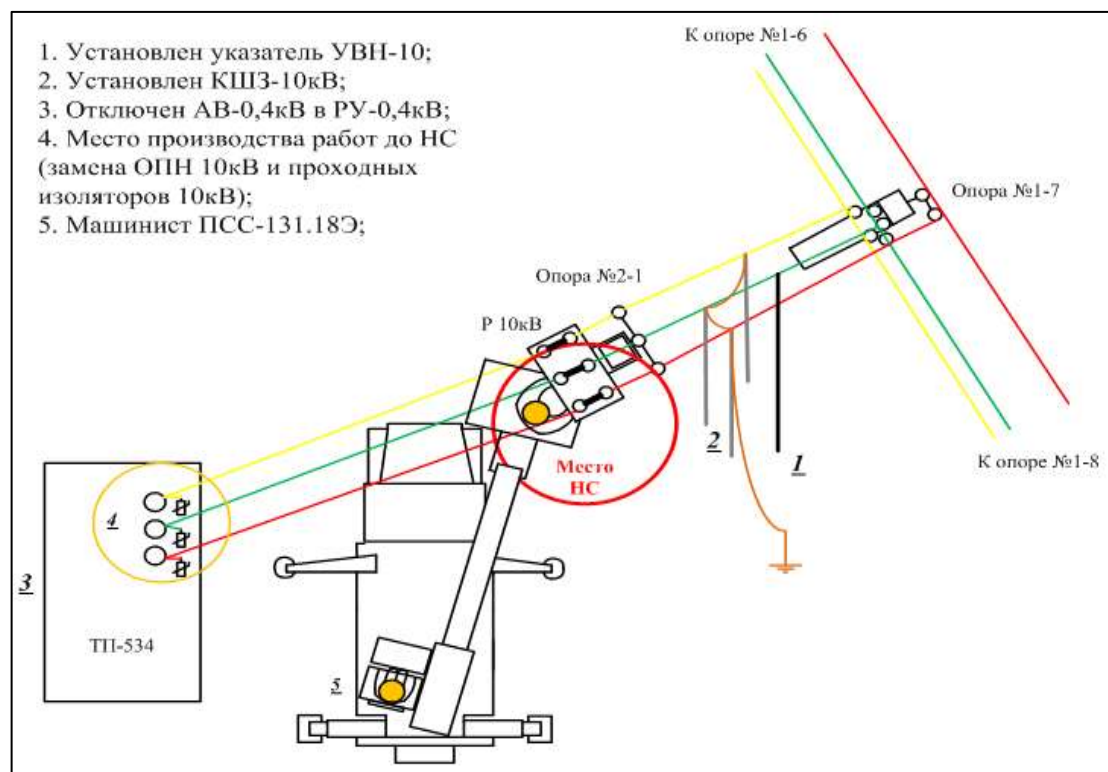 1. Установлен указатель УВН-10;
2. Установлен КШЗ-10кВ;
3. Отключен АВ-0,4кВ в РУ-0,4кВ;
4. Место производства работ до НС
(замена ОПН 10кВ и проходных
изоляторов 10кВ);
5. Машинист ПСС-131.18Э;
К опоре №1-6
Опора №1-7
Опора №2-1
Р 10кВ
Место
НС
2
1
К опоре №1-8
4
3
ТП-534
5